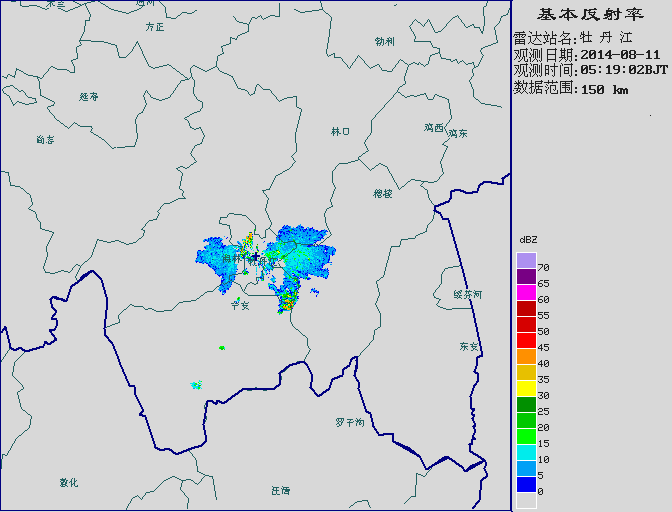 基本反射率
雷达站名: 牡 丹 江
观测日期: 2014-08-11
观测时间: 05:19:02BJT
数据范围: 150 km
方正
勃利
延寿
尚志
林口
鸡西
鸡东
穆棱
宁安
绥芬河
东宁
罗子沟
敦化
汪清
dBZ
70
65
60
55
50
45
40
35
30
25
20
15
10
5
0